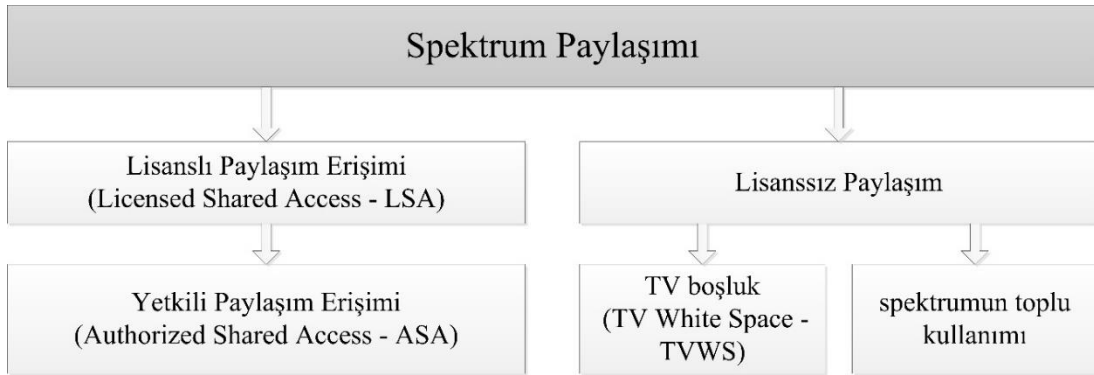 Spektrum Paylaşımı
Lisanslı Paylaşım Erişimi
(Licensed Shared Access - LSA)
Lisanssız Paylaşım
Yetkili Paylaşım Erişimi
(Authorized Shared Access - ASA)
TV boşluk
(TV White Space -
TVWS)
spektrumun toplu
kullanımı